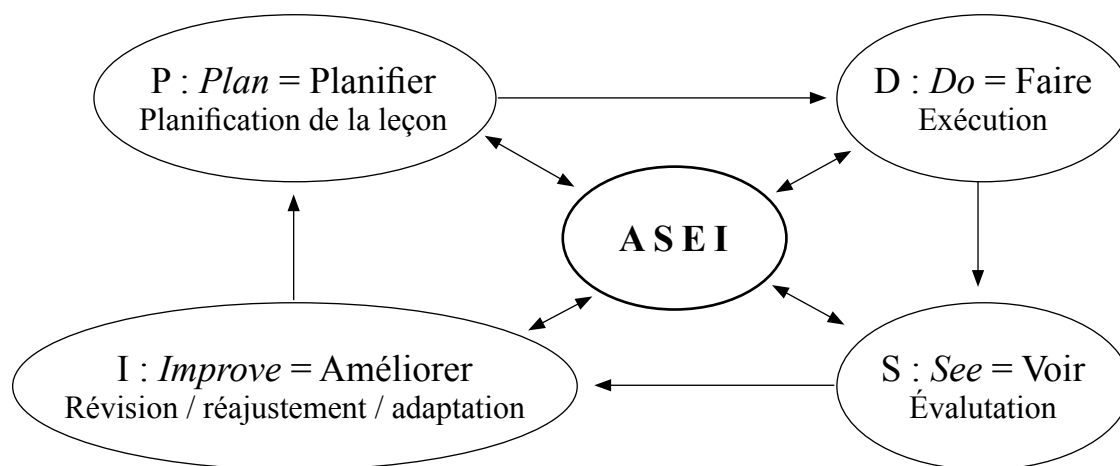 P : Plan = Planifier
Planification de la leçon
D : Do = Faire
Exécution
A S E I
I : Improve = Améliorer
Révision / réajustement / adaptation
S : See = Voir
Évalutation